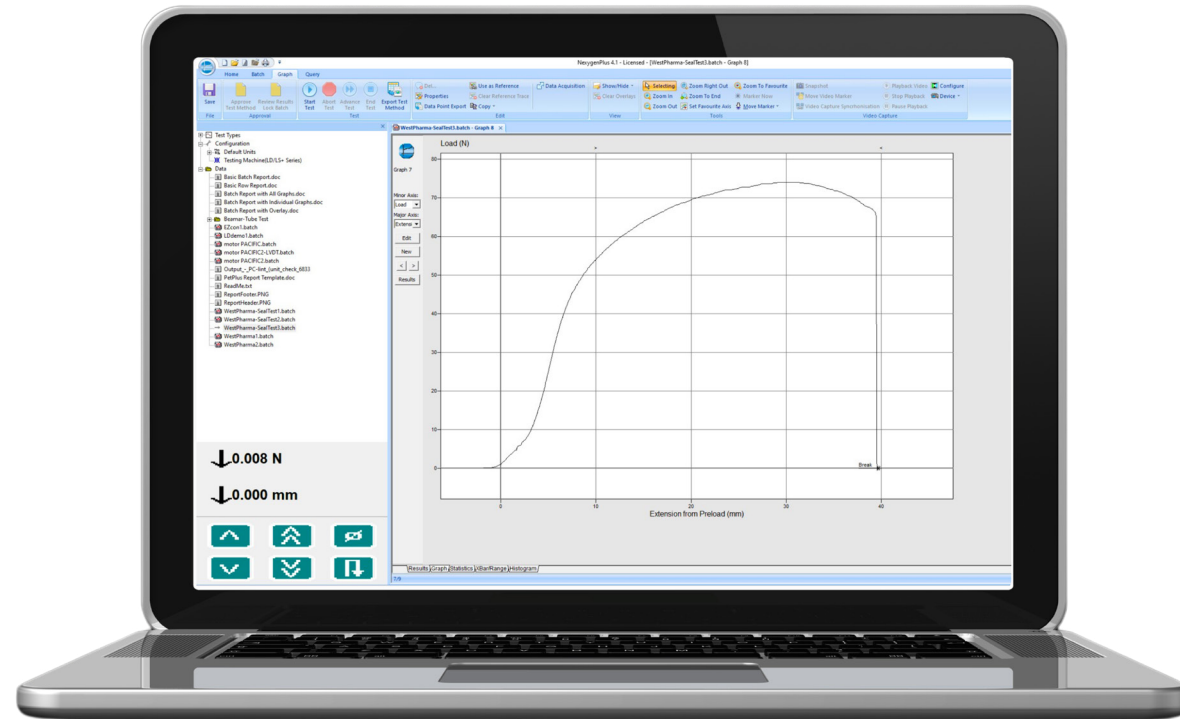 NexygenPlus 4.1 - Licensed - [WestPharma-SealTest3.batch - Graph 8]
Home Batch Graph Query
Save
Approve Test Method
Review Results Lock Batch
Start Test
Abort Test
Advance Test
End Test
Export Test Method
Del...
Properties
Data Point Export
Use as Reference
Clear Reference Trace
Copy
Data Acquisition
Show/Hide
Clear Overlays
Selecting
Zoom In
Zoom Out
Zoom Right Out
Zoom To End
Set Favourite Axis
Zoom To Favourite
Marker Now
Move Marker
Snapshot
Move Video Marker
Video Capture Synchronisation
Playback Video
Stop Playback
Pause Playback
Configure
Device
File Approval Test Edit View Tools Video Capture
Test Types
Configuration
Default Units
Testing Machine(LD/LS+ Series)
Data
Basic Batch Report.doc
Basic Row Report.doc
Batch Report with All Graphs.doc
Batch Report with Individual Graphs.doc
Batch Report with Overlay.doc
Beamar-Tube Test
EZcon1.batch
LDdemo1.batch
motor PACIFIC.batch
motor PACIFIC2-LVDT.batch
motor PACIFIC2.batch
Output_-_PC-lint_(unit_check_6833
PetPlus Report Template.doc
ReadMe.txt
ReportFooter.PNG
ReportHeader.PNG
WestPharma-SealTest1.batch
WestPharma-SealTest2.batch
WestPharma-SealTest3.batch
WestPharma1.batch
WestPharma2.batch
0.008 N
0.000 mm
WestPharma-SealTest3.batch - Graph 8
Graph 7
Minor Axis:
Load
Major Axis:
Extens
Edit
New
< >
Results
Load (N)
80
70
60
50
40
30
20
10
0
Break
0 10 20 30 40
Extension from Preload (mm)
Results Graph Statistics XBar/Range Histogram